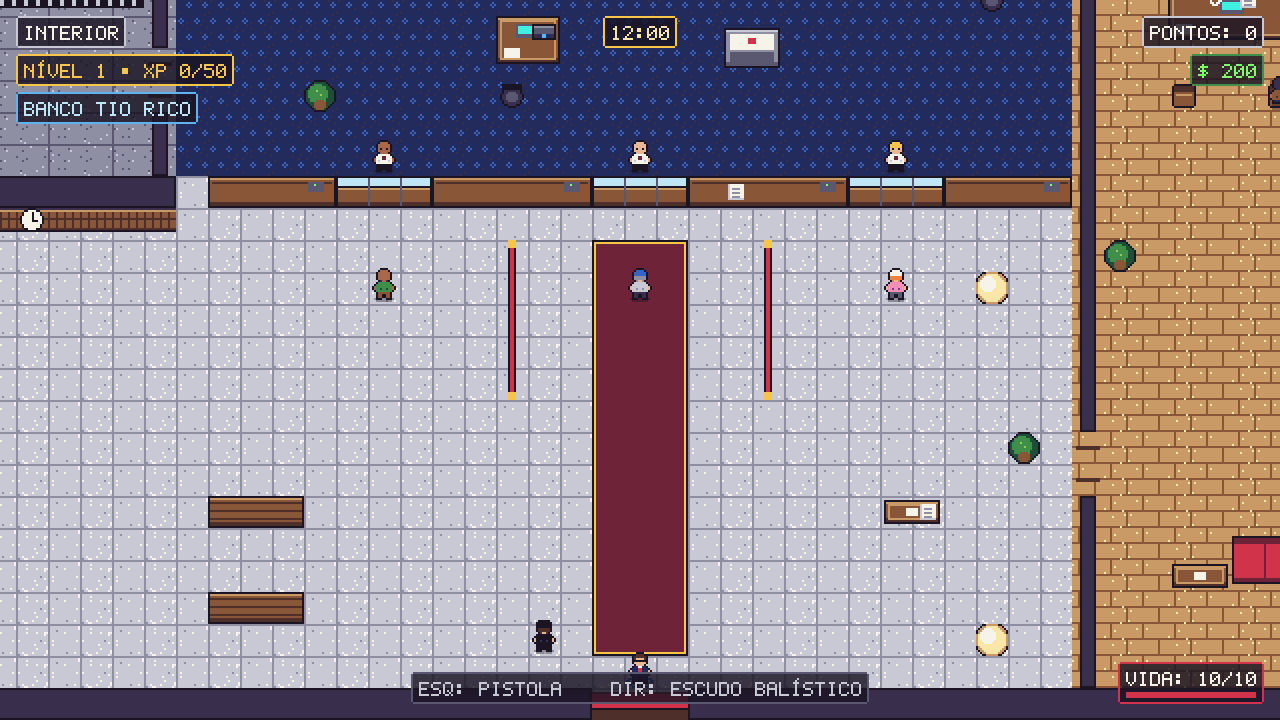 INTERIOR
12:00
PONTOS: 0
NÍVEL 1 ▪ XP 0/50
$ 200
BANCO TIO RICO
ESQ: PISTOLA DIR: ESCUDO BALÍSTICO
VIDA: 10/10